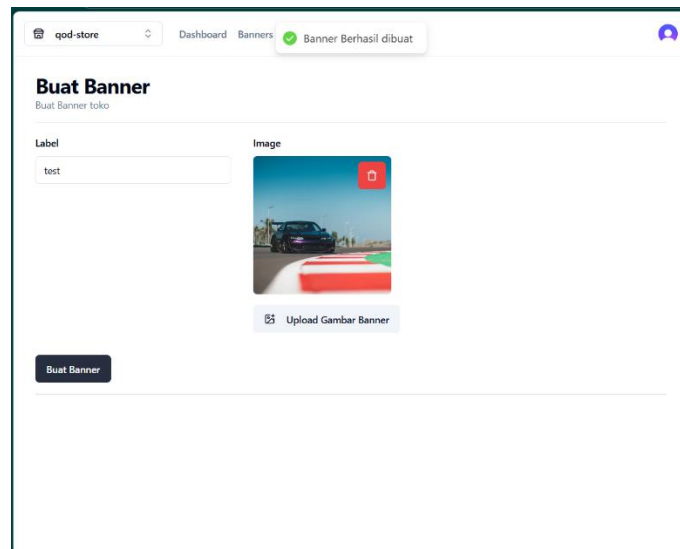 qod-store
Dashboard Banners
Banner Berhasil dibuat
Buat Banner
Buat Banner toko
Label
Image
test
Upload Gambar Banner
Buat Banner